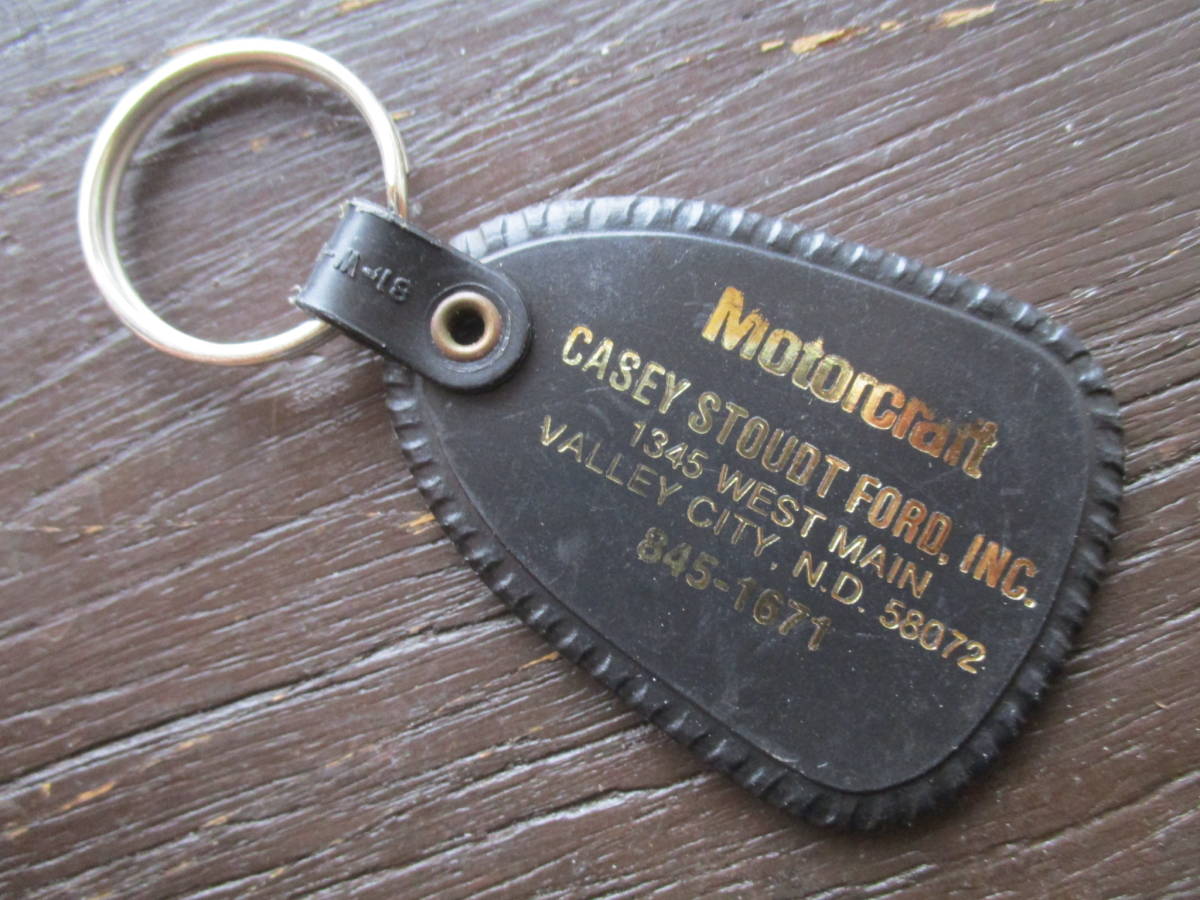 Motorcraft
CASEY STOUDT FORD, INC.
1345 WEST MAIN
VALLEY CITY, N.D. 58072
845-1671